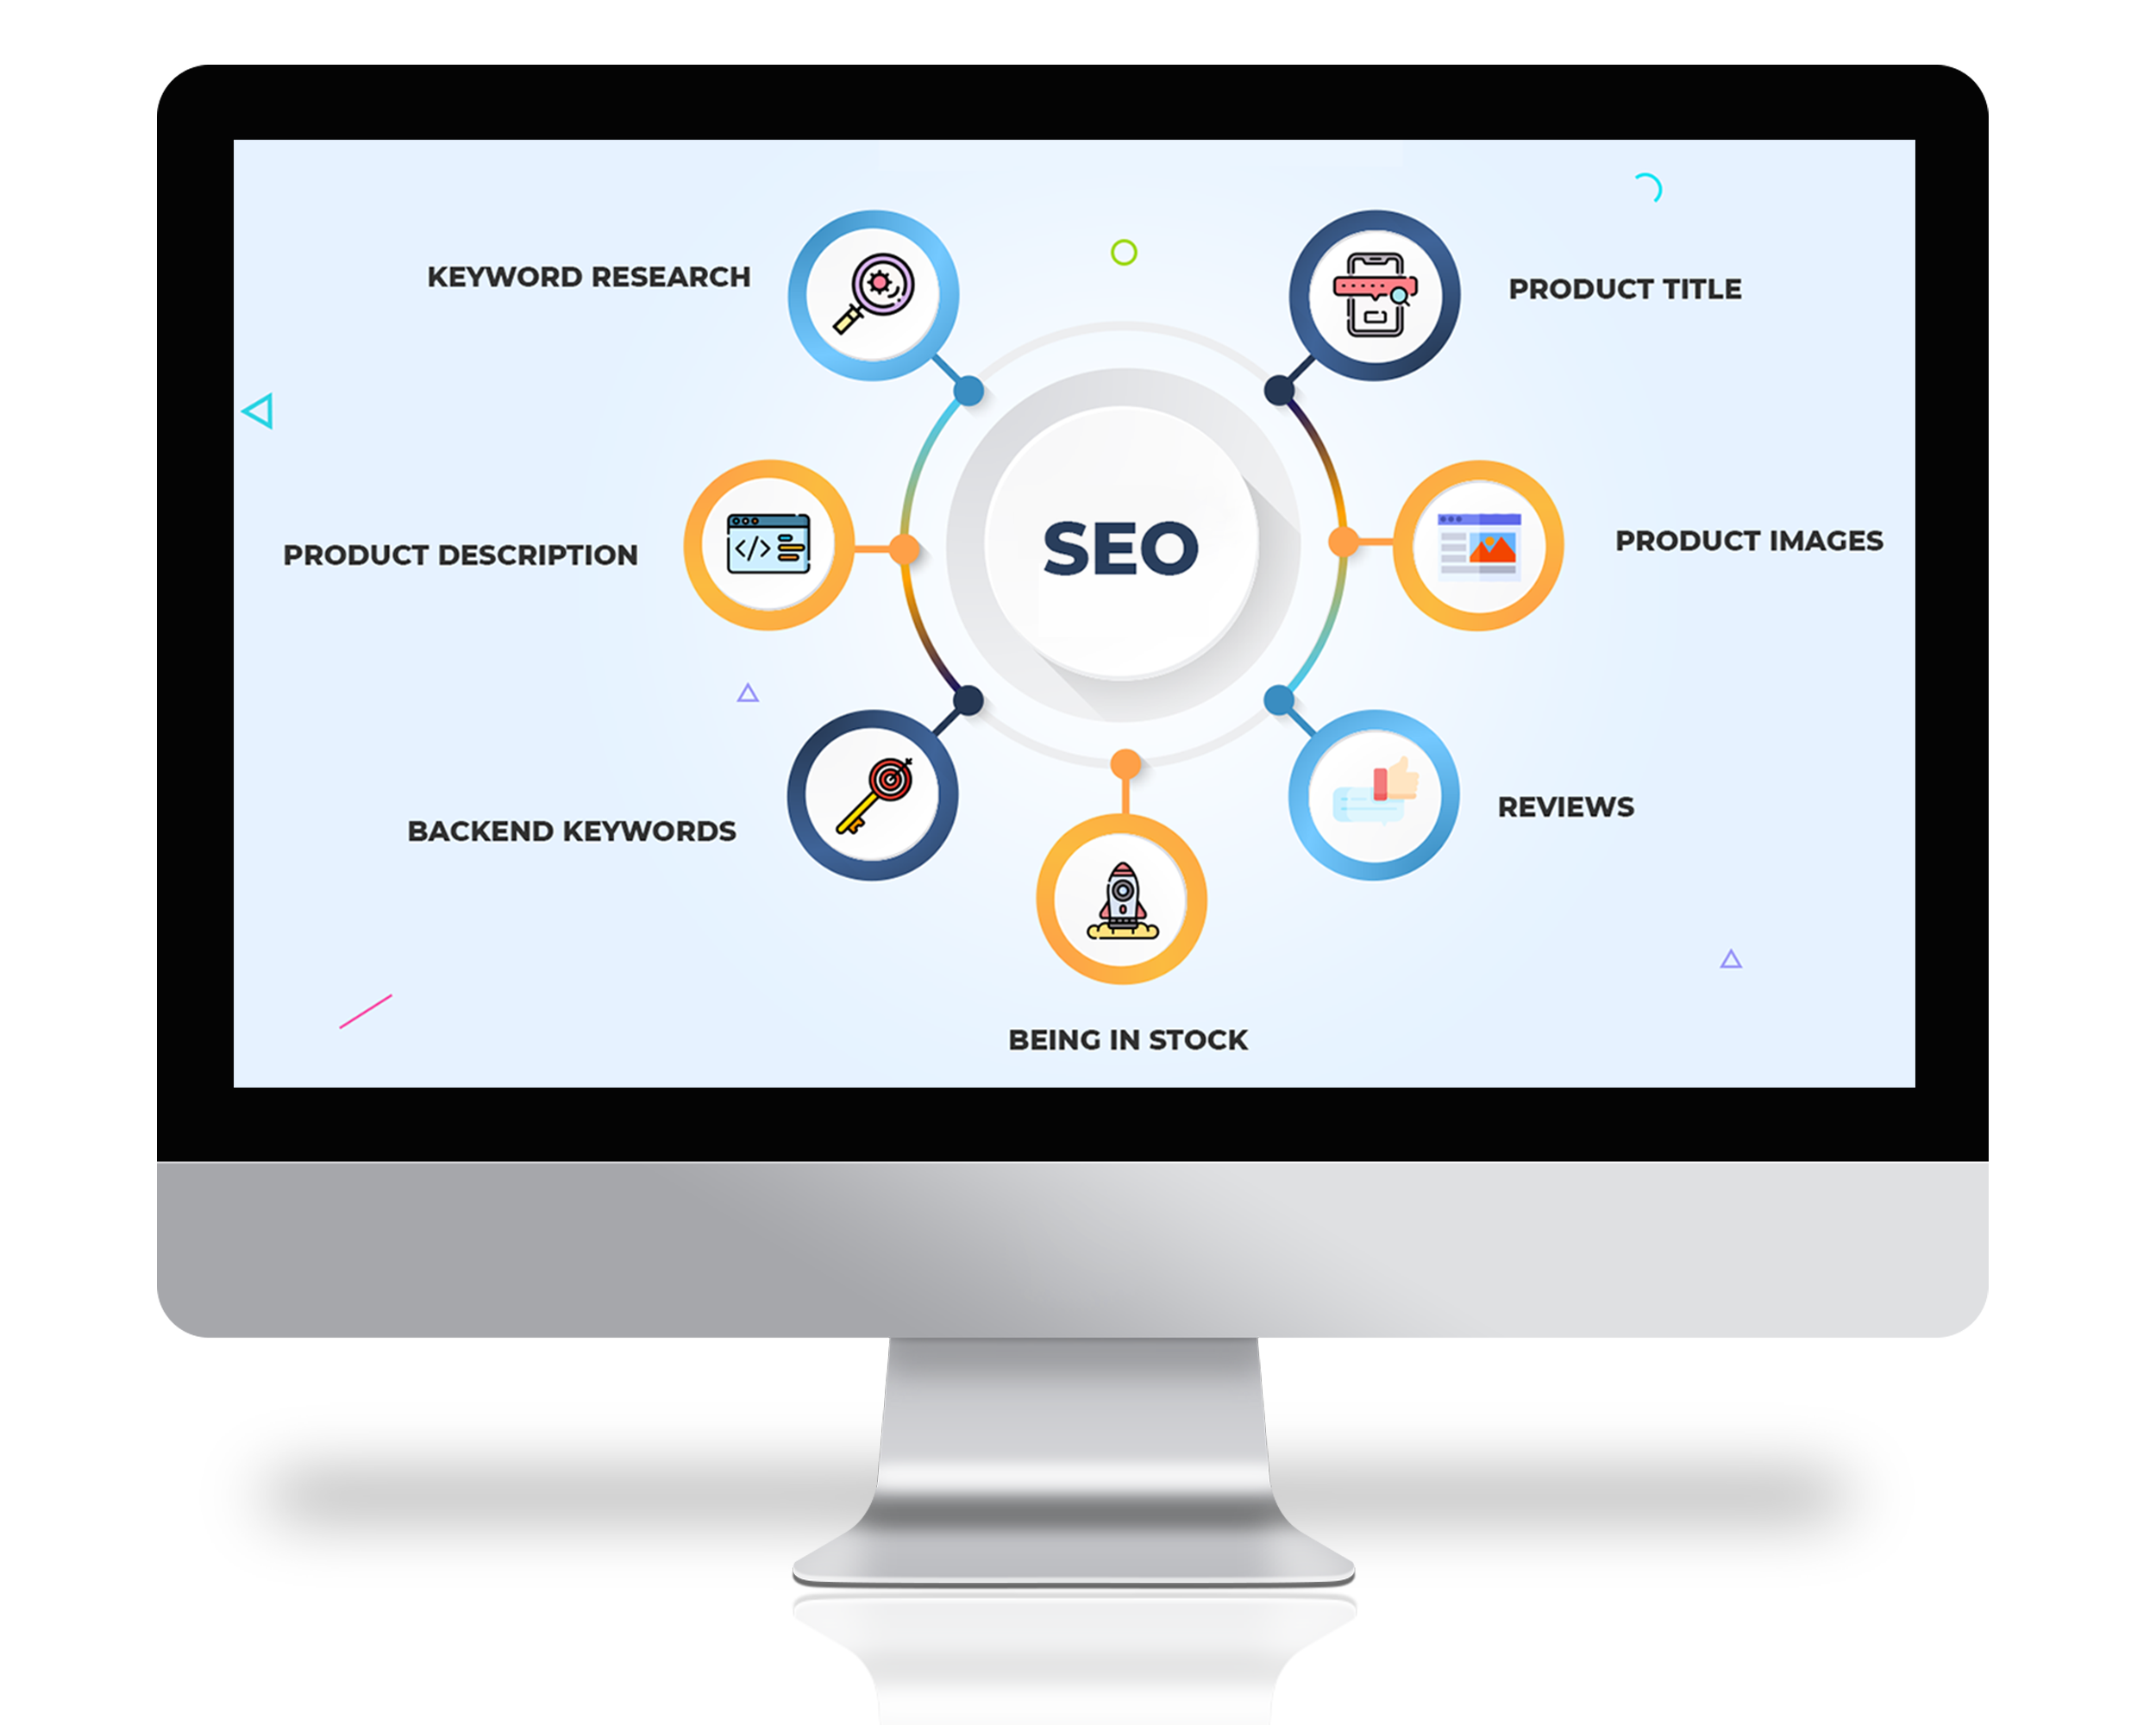 KEYWORD RESEARCH
PRODUCT TITLE
PRODUCT DESCRIPTION
SEO
PRODUCT IMAGES
BACKEND KEYWORDS
REVIEWS
BEING IN STOCK